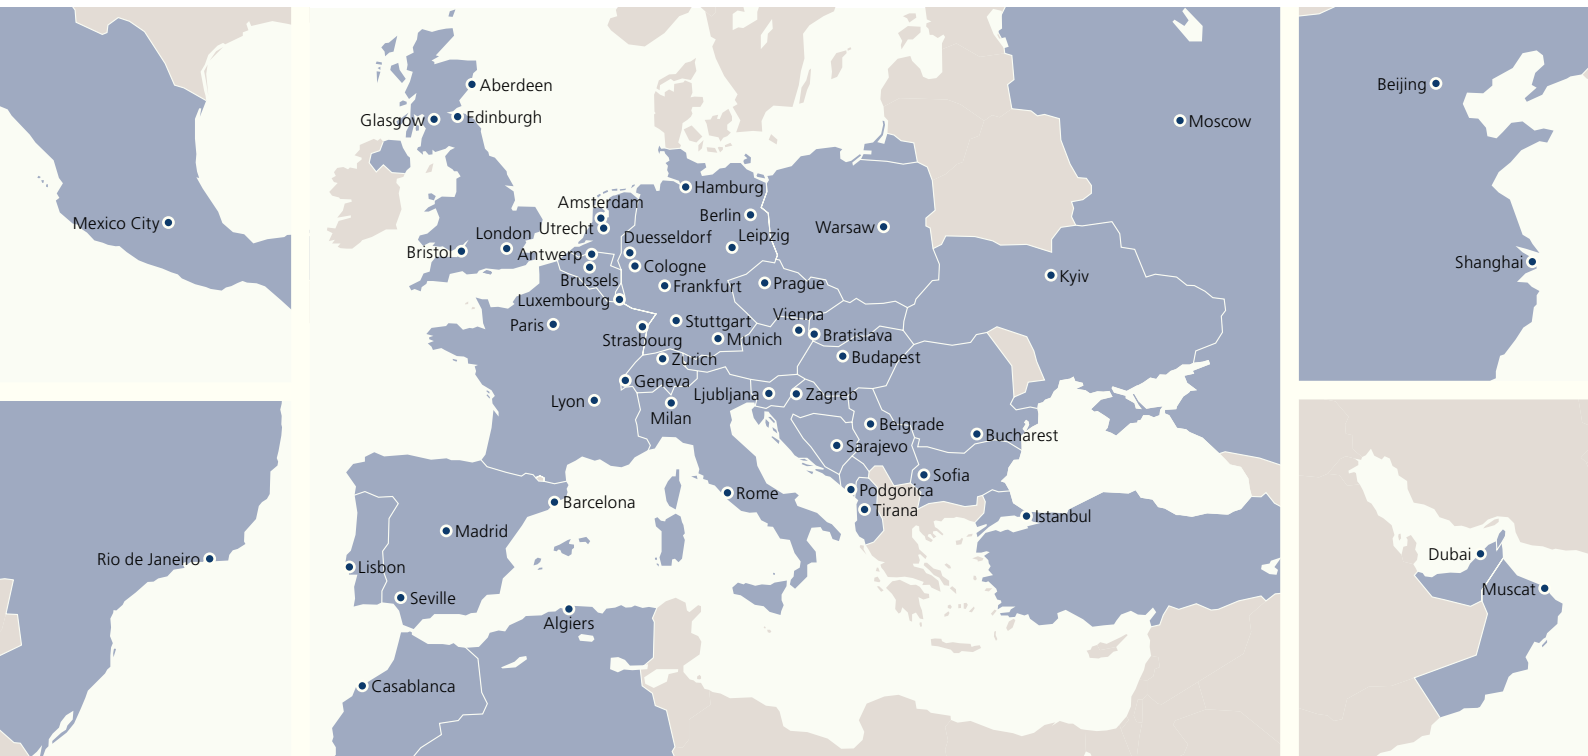 Mexico City
Rio de Janeiro
Aberdeen
Glasgow
Edinburgh
Moscow
Hamburg
Amsterdam
Berlin
Utrecht
London
Warsaw
Duesseldorf
Leipzig
Bristol
Antwerp
Cologne
Kyiv
Brussels
Frankfurt
Prague
Luxembourg
Vienna
Paris
Stuttgart
Strasbourg
Munich
Bratislava
Zurich
Budapest
Geneva
Ljubljana
Zagreb
Lyon
Milan
Belgrade
Bucharest
Sarajevo
Sofia
Podgorica
Rome
Barcelona
Tirana
Istanbul
Madrid
Lisbon
Seville
Algiers
Casablanca
Beijing
Shanghai
Dubai
Muscat